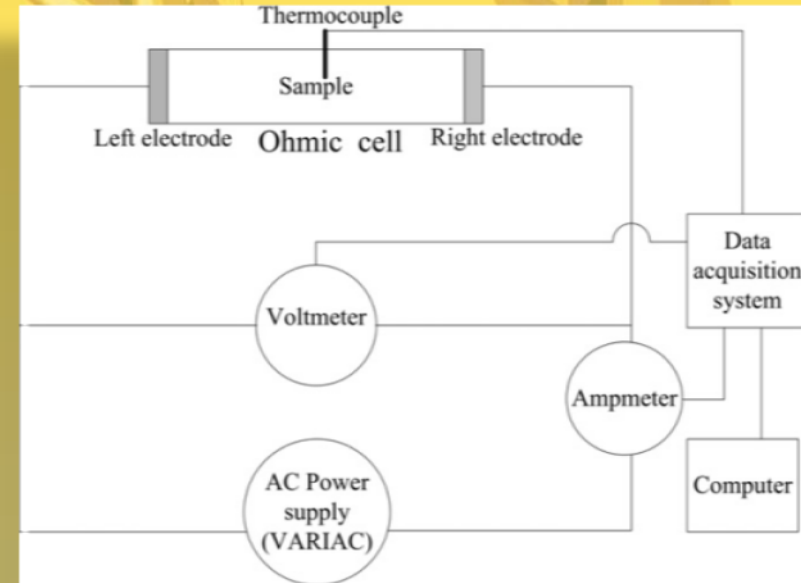 Thermocouple
Sample
Left electrode
Ohmic cell
Right electrode
Data
acquisition
system
Voltmeter
Ampmeter
AC Power
supply
(VARIAC)
Computer